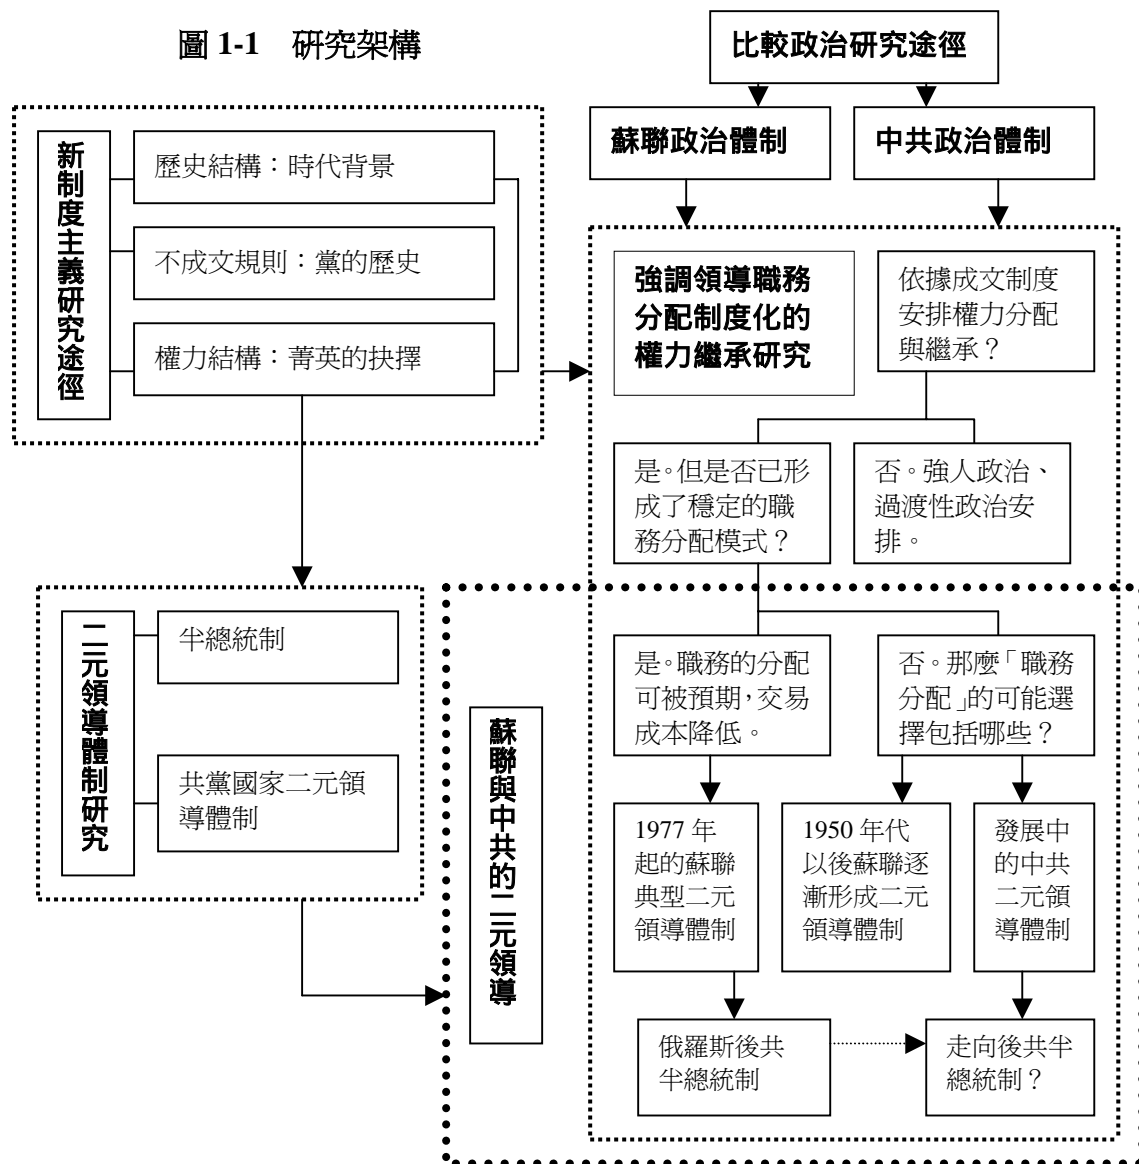 圖 1-1 研究架構
比較政治研究途徑
蘇聯政治體制
中共政治體制
新制度主義研究途徑
歷史結構：時代背景
不成文規則：黨的歷史
權力結構：菁英的抉擇
強調領導職務
分配制度化的
權力繼承研究
依據成文制度
安排權力分配
與繼承？
是。但是否已形
成了穩定的職
務分配模式？
否。強人政治、
過渡性政治安
排。
二元領導體制研究
半總統制
共黨國家二元領
導體制
蘇聯與中共的二元領導
是。職務的分配
可被預期，交易
成本降低。
否。那麼「職務
分配」的可能選
擇包括哪些？
1977 年
起的蘇聯
典型二元
領導體制
1950 年代
以後蘇聯逐
漸形成二元
領導體制
發展中
的中共
二元領
導體制
俄羅斯後共
半總統制
走向後共半
總統制？